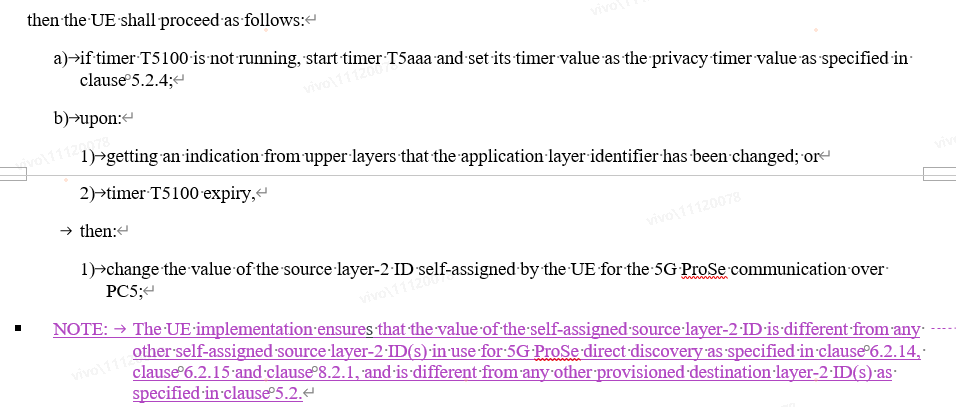 then the UE shall proceed as follows:
a) if timer T5100 is not running, start timer T5aaa and set its timer value as the privacy timer value as specified in
clause 5.2.4;
b) upon:
1) getting an indication from upper layers that the application layer identifier has been changed; or
2) timer T5100 expiry,
then:
1) change the value of the source layer-2 ID self-assigned by the UE for the 5G ProSe communication over
PC5;
NOTE: The UE implementation ensures that the value of the self-assigned source layer-2 ID is different from any
other self-assigned source layer-2 ID(s) in use for 5G ProSe direct discovery as specified in clause 6.2.14,
clause 6.2.15 and clause 8.2.1, and is different from any other provisioned destination layer-2 ID(s) as
specified in clause 5.2.
vivo\11120078